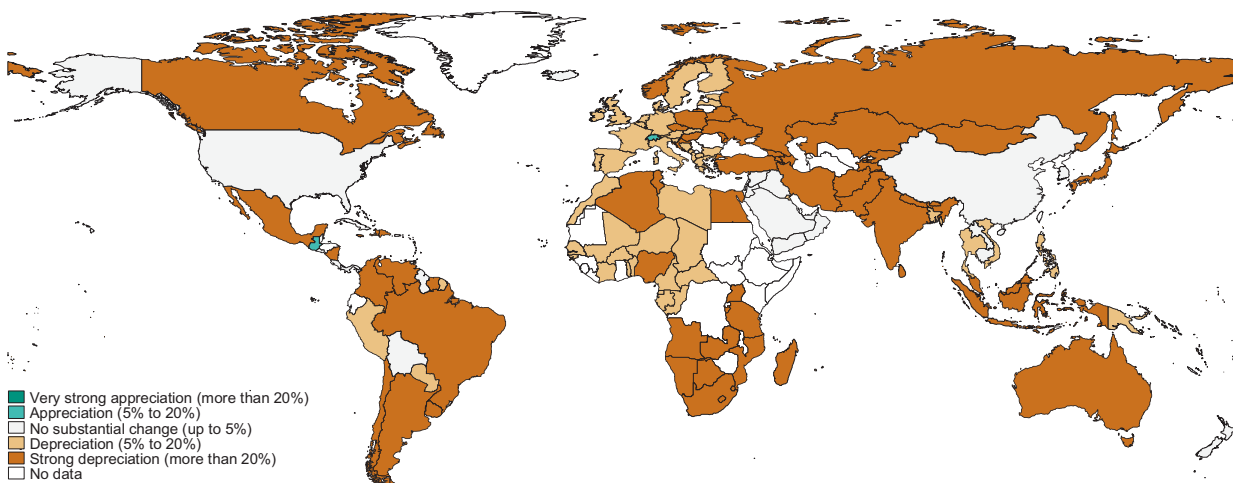 Very strong appreciation (more than 20%)
Appreciation (5% to 20%)
No substantial change (up to 5%)
Depreciation (5% to 20%)
Strong depreciation (more than 20%)
No data